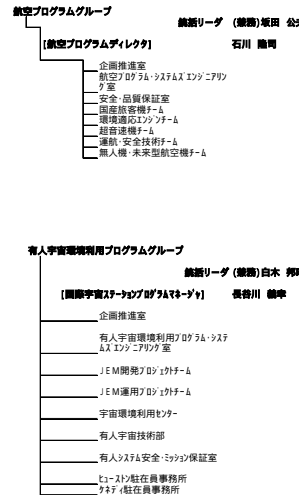 航空プログラムグループ
統括リーダ (兼務)坂田 公
[航空プログラムディレクタ] 石川 隆司
企画推進室
航空プログラム・システムズエンジニアリン
グ室
安全・品質保証室
国産旅客機チーム
環境適応エンジンチーム
超音速機チーム
運航・安全技術チーム
無人機・未来型航空機チーム
有人宇宙環境利用プログラムグループ
統括リーダ (兼務)白木
[国際宇宙ステーションプログラムマネージャ] 長谷川 義幸
企画推進室
有人宇宙環境利用プログラム・システ
ムズエンジニアリング室
JEM開発プロジェクトチーム
JEM運用プロジェクトチーム
宇宙環境利用センター
有人宇宙技術部
有人システム安全・ミッション保証室
ヒューストン駐在員事務所
ケネディ駐在員事務所